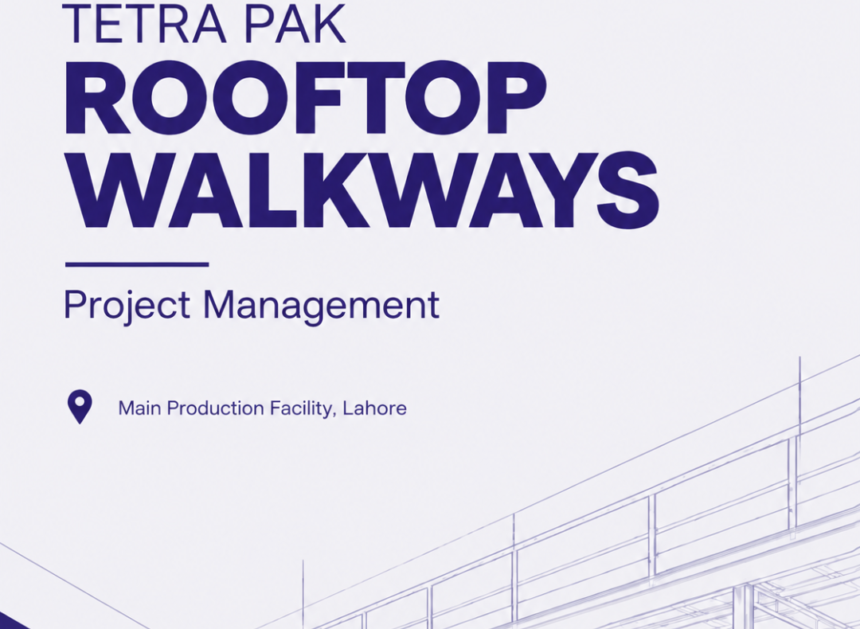 TETRA PAK
ROOFTOP
WALKWAYS
Project Management
Main Production Facility, Lahore